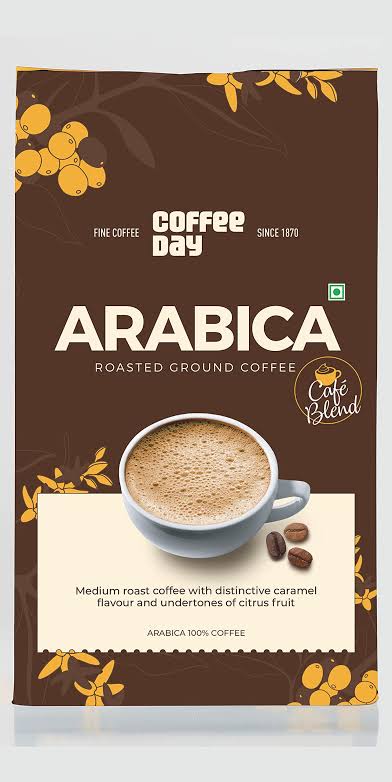 FINE COFFEE
COFFEE DAY
SINCE 1870
ARABICA
ROASTED GROUND COFFEE
Café
Blend
Medium roast coffee with distinctive caramel
flavour and undertones of citrus fruit
ARABICA 100% COFFEE